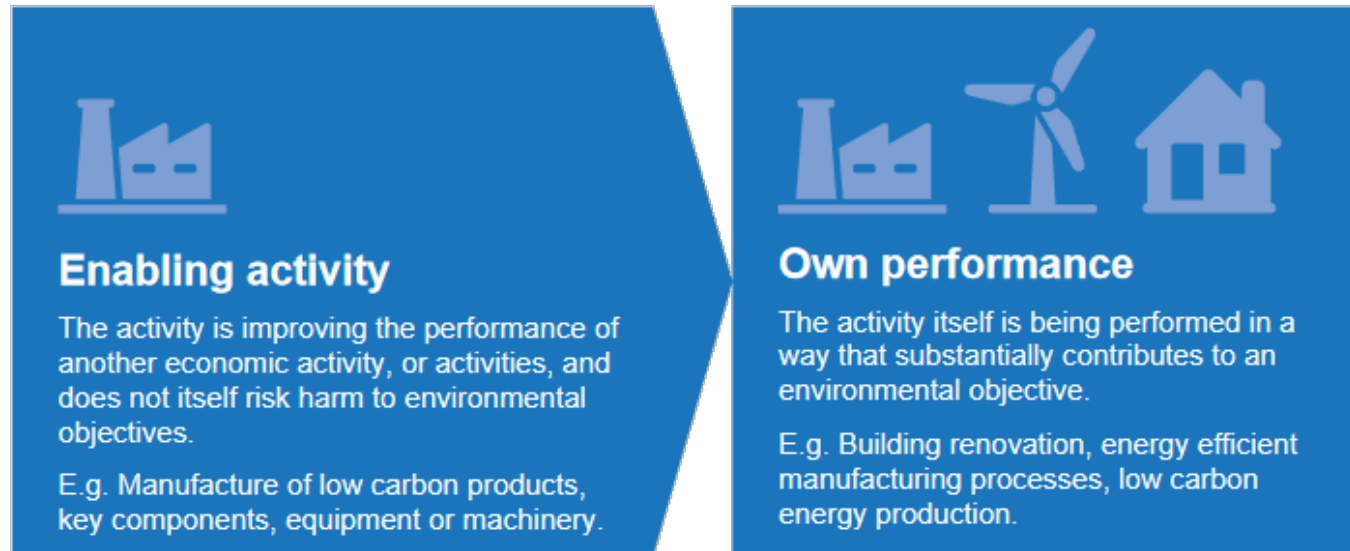 Enabling activity
The activity is improving the performance of
another economic activity, or activities, and
does not itself risk harm to environmental
objectives.
E.g. Manufacture of low carbon products,
key components, equipment or machinery.
Own performance
The activity itself is being performed in a
way that substantially contributes to an
environmental objective.
E.g. Building renovation, energy efficient
manufacturing processes, low carbon
energy production.